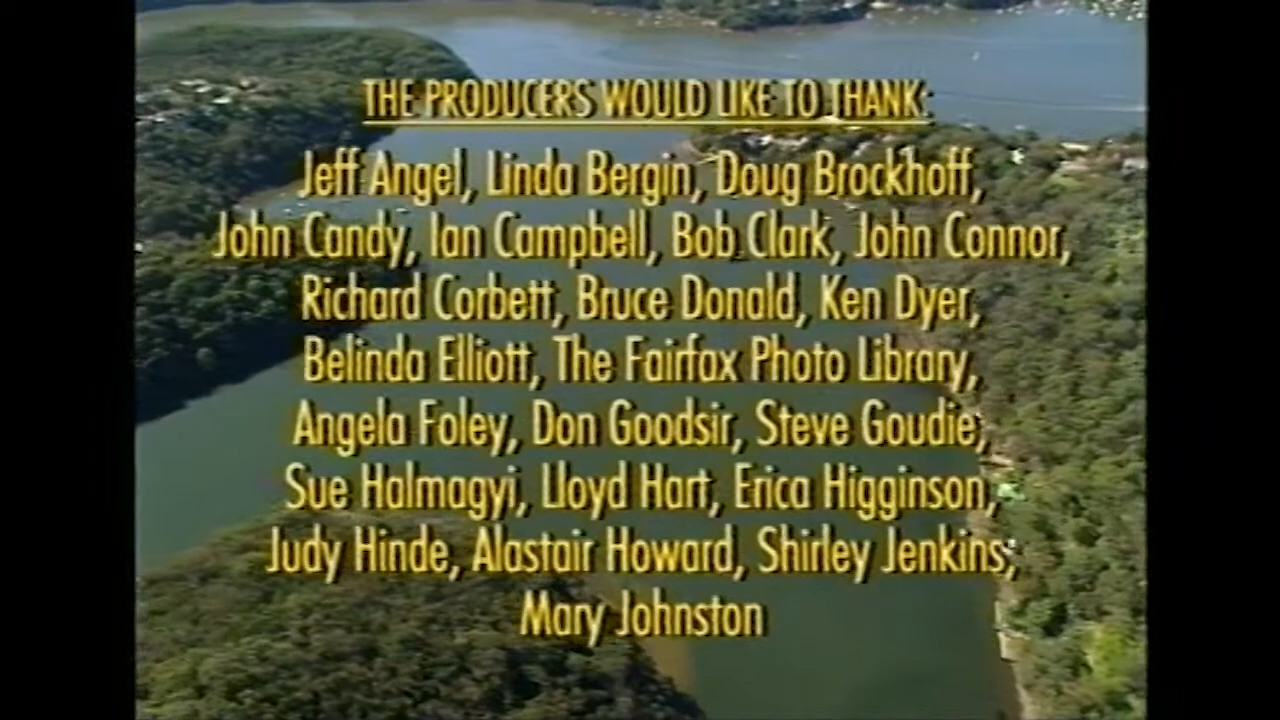 THE PRODUCERS WOULD LIKE TO THANK:
Jeff Angel, Linda Bergin, Doug Brockhoff,
John Candy, Ian Campbell, Bob Clark, John Connor,
Richard Corbett, Bruce Donald, Ken Dyer,
Belinda Elliott, The Fairfax Photo Library,
Angela Foley, Don Goodsir, Steve Goudie,
Sue Halmagyi, Lloyd Hart, Erica Higginson,
Judy Hinde, Alastair Howard, Shirley Jenkins,
Mary Johnston